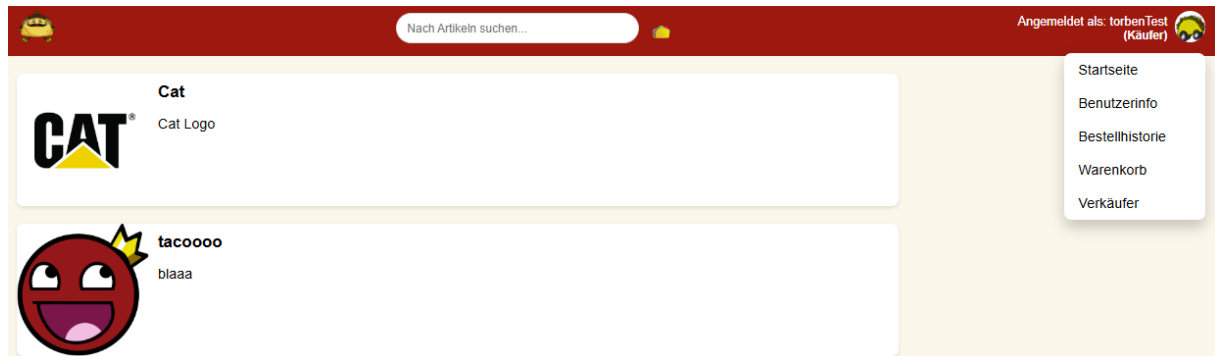 Nach Artikeln suchen...
Angemeldet als: torbenTest
(Käufer)
Startseite
Benutzerinfo
Bestellhistorie
Warenkorb
Verkäufer
Cat
Cat Logo
CAT®
tacoooo
blaaa